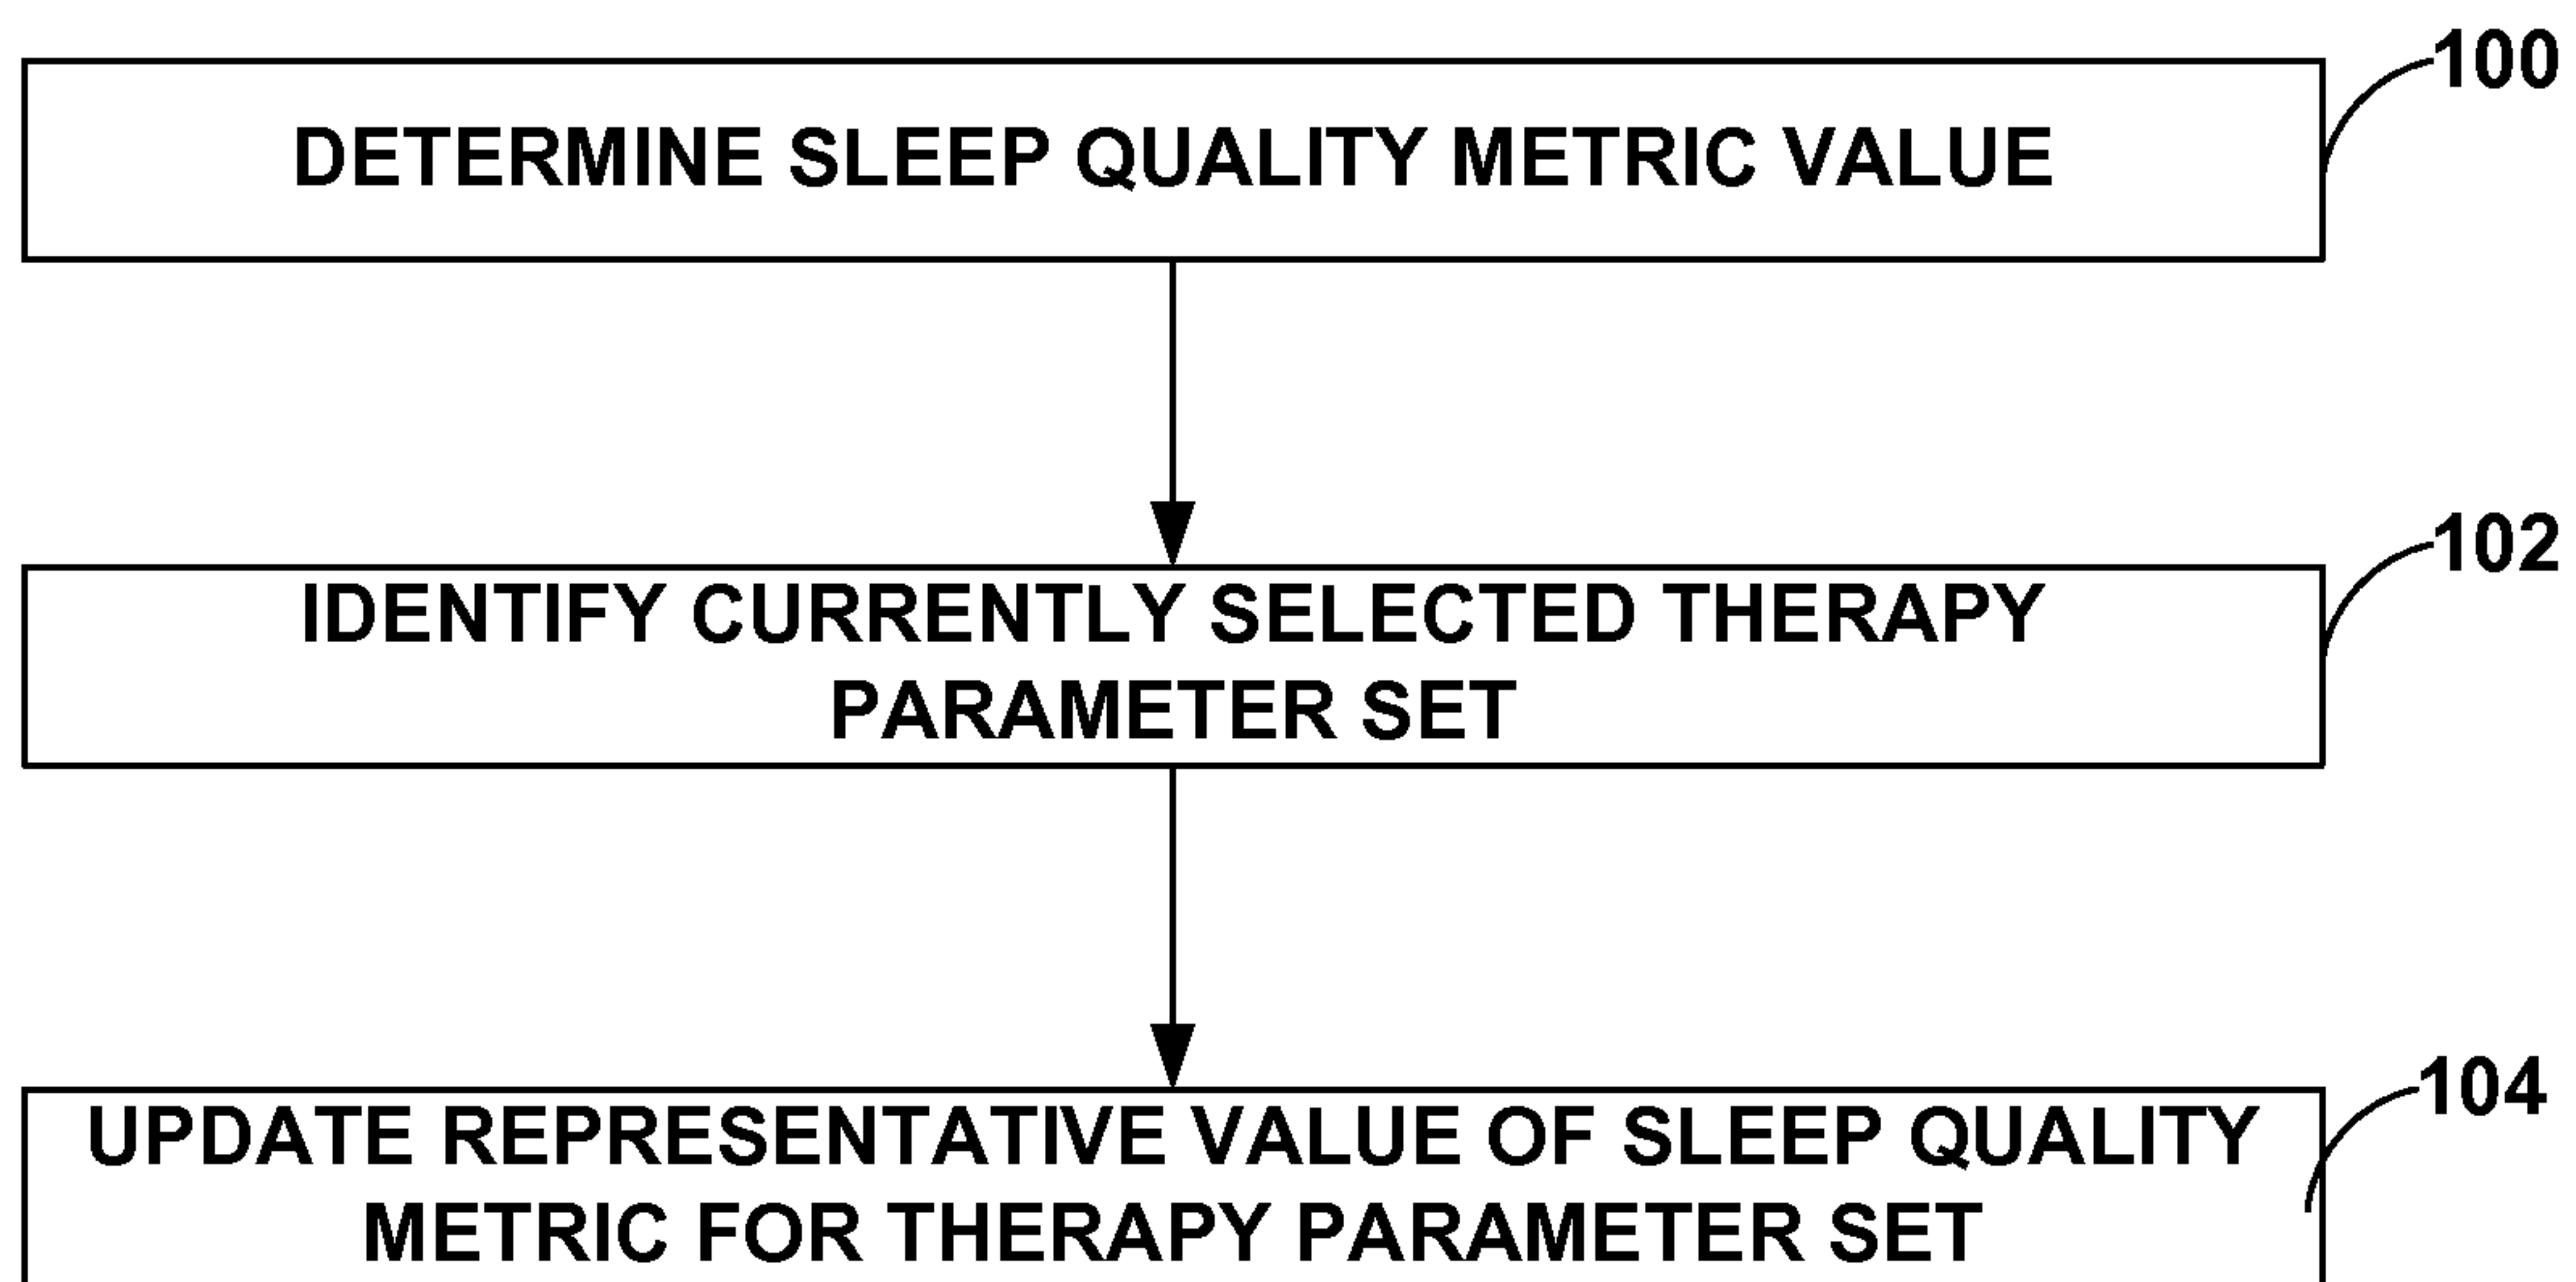 100
DETERMINE SLEEP QUALITY METRIC VALUE
102
IDENTIFY CURRENTLY SELECTED THERAPY
PARAMETER SET
104
UPDATE REPRESENTATIVE VALUE OF SLEEP QUALITY
METRIC FOR THERAPY PARAMETER SET